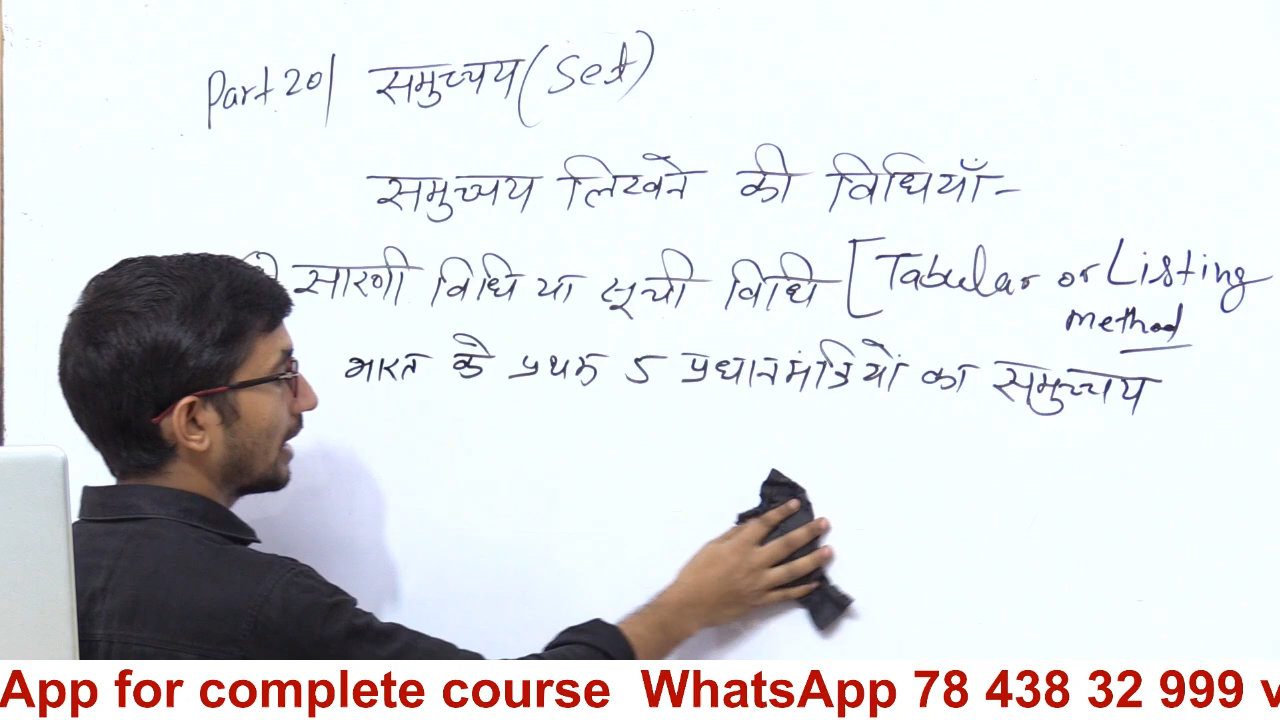 Part 20| समुच्चय (Set)
समुच्चय लिखने की विधियाँ-
सारणी विधि या सूची विधि [Tabular or Listing
method
भारत के प्रथम 5 प्रधानमंत्रियों का समुच्चय
App for complete course WhatsApp 78 438 32 999 v